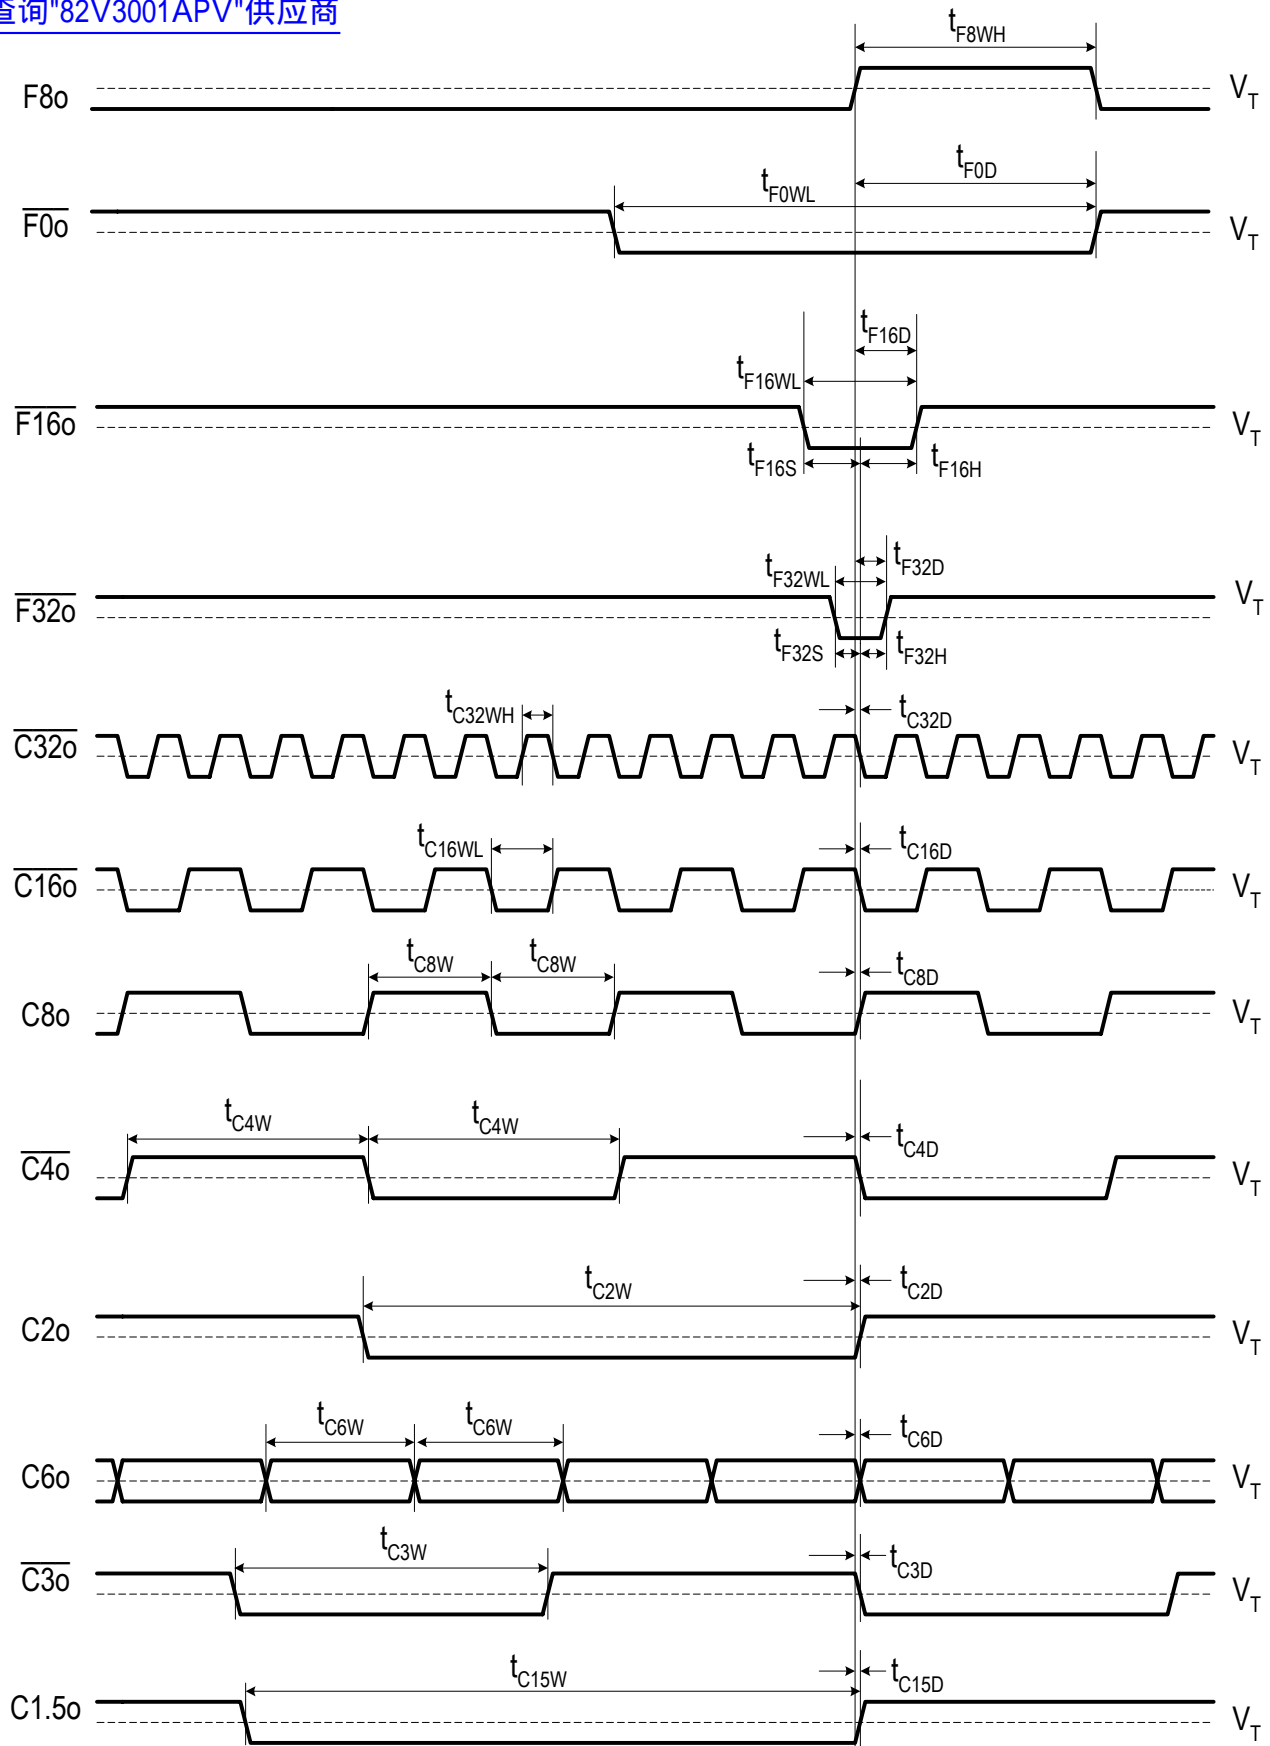 查询"82V3001APV"供应商
tF8WH
F8o VT
tF0D
tF0WL
F0o VT
tF16D
tF16WL
F16o VT
tF16S tF16H
tF32D
tF32WL
F32o VT
tF32S tF32H
tC32WH tC32D
C32o VT
tC16WL tC16D
C16o VT
tC8W tC8W tC8D
C8o VT
tC4W tC4W tC4D
C4o VT
tC2W tC2D
C2o VT
tC6W tC6W tC6D
C6o VT
tC3W tC3D
C3o VT
tC15W tC15D
C1.5o VT